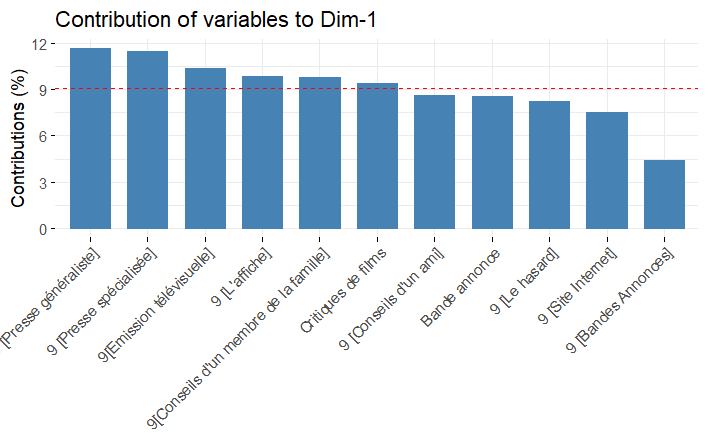 Contribution of variables to Dim-1
Contributions (%)
12
9
6
3
0
[Presse généraliste]
9 [Presse spécialisée]
9[Emission télévisuelle]
9 [L'affiche]
9[Conseils d'un membre de la famille]
Critiques de films
9 [Conseils d'un ami]
Bande annonce
9 [Le hasard]
9 [Site Internet]
9 [Bandes Annonces]